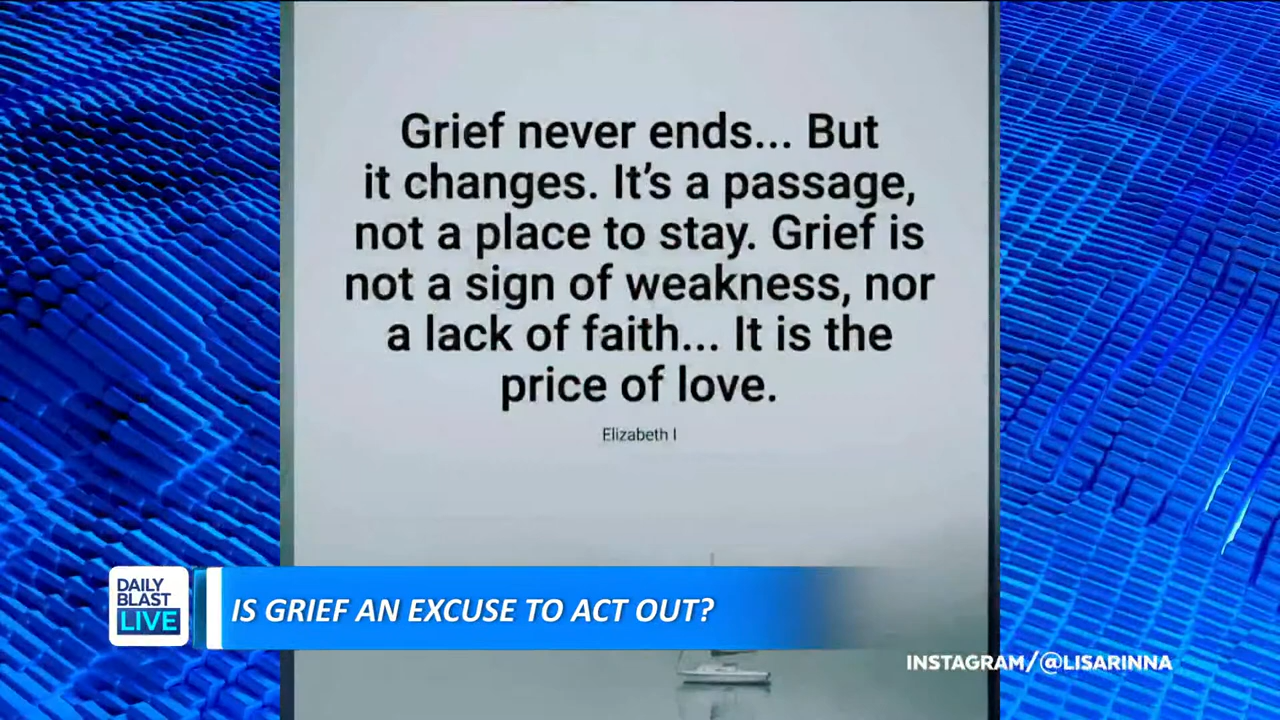 Grief never ends... But
it changes. It's a passage,
not a place to stay. Grief is
not a sign of weakness, nor
a lack of faith... It is the
price of love.
Elizabeth I
DAILY
BLAST
LIVE
IS GRIEF AN EXCUSE TO ACT OUT?
INSTAGRAM/@LISARINNA